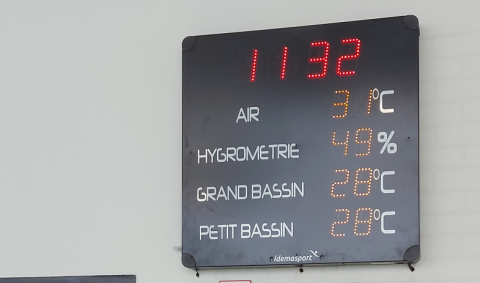 11 32
AIR 31°C
HYGROMETRIE 49 %
GRAND BASSIN 28°C
PETIT BASSIN 28°C
idemasport